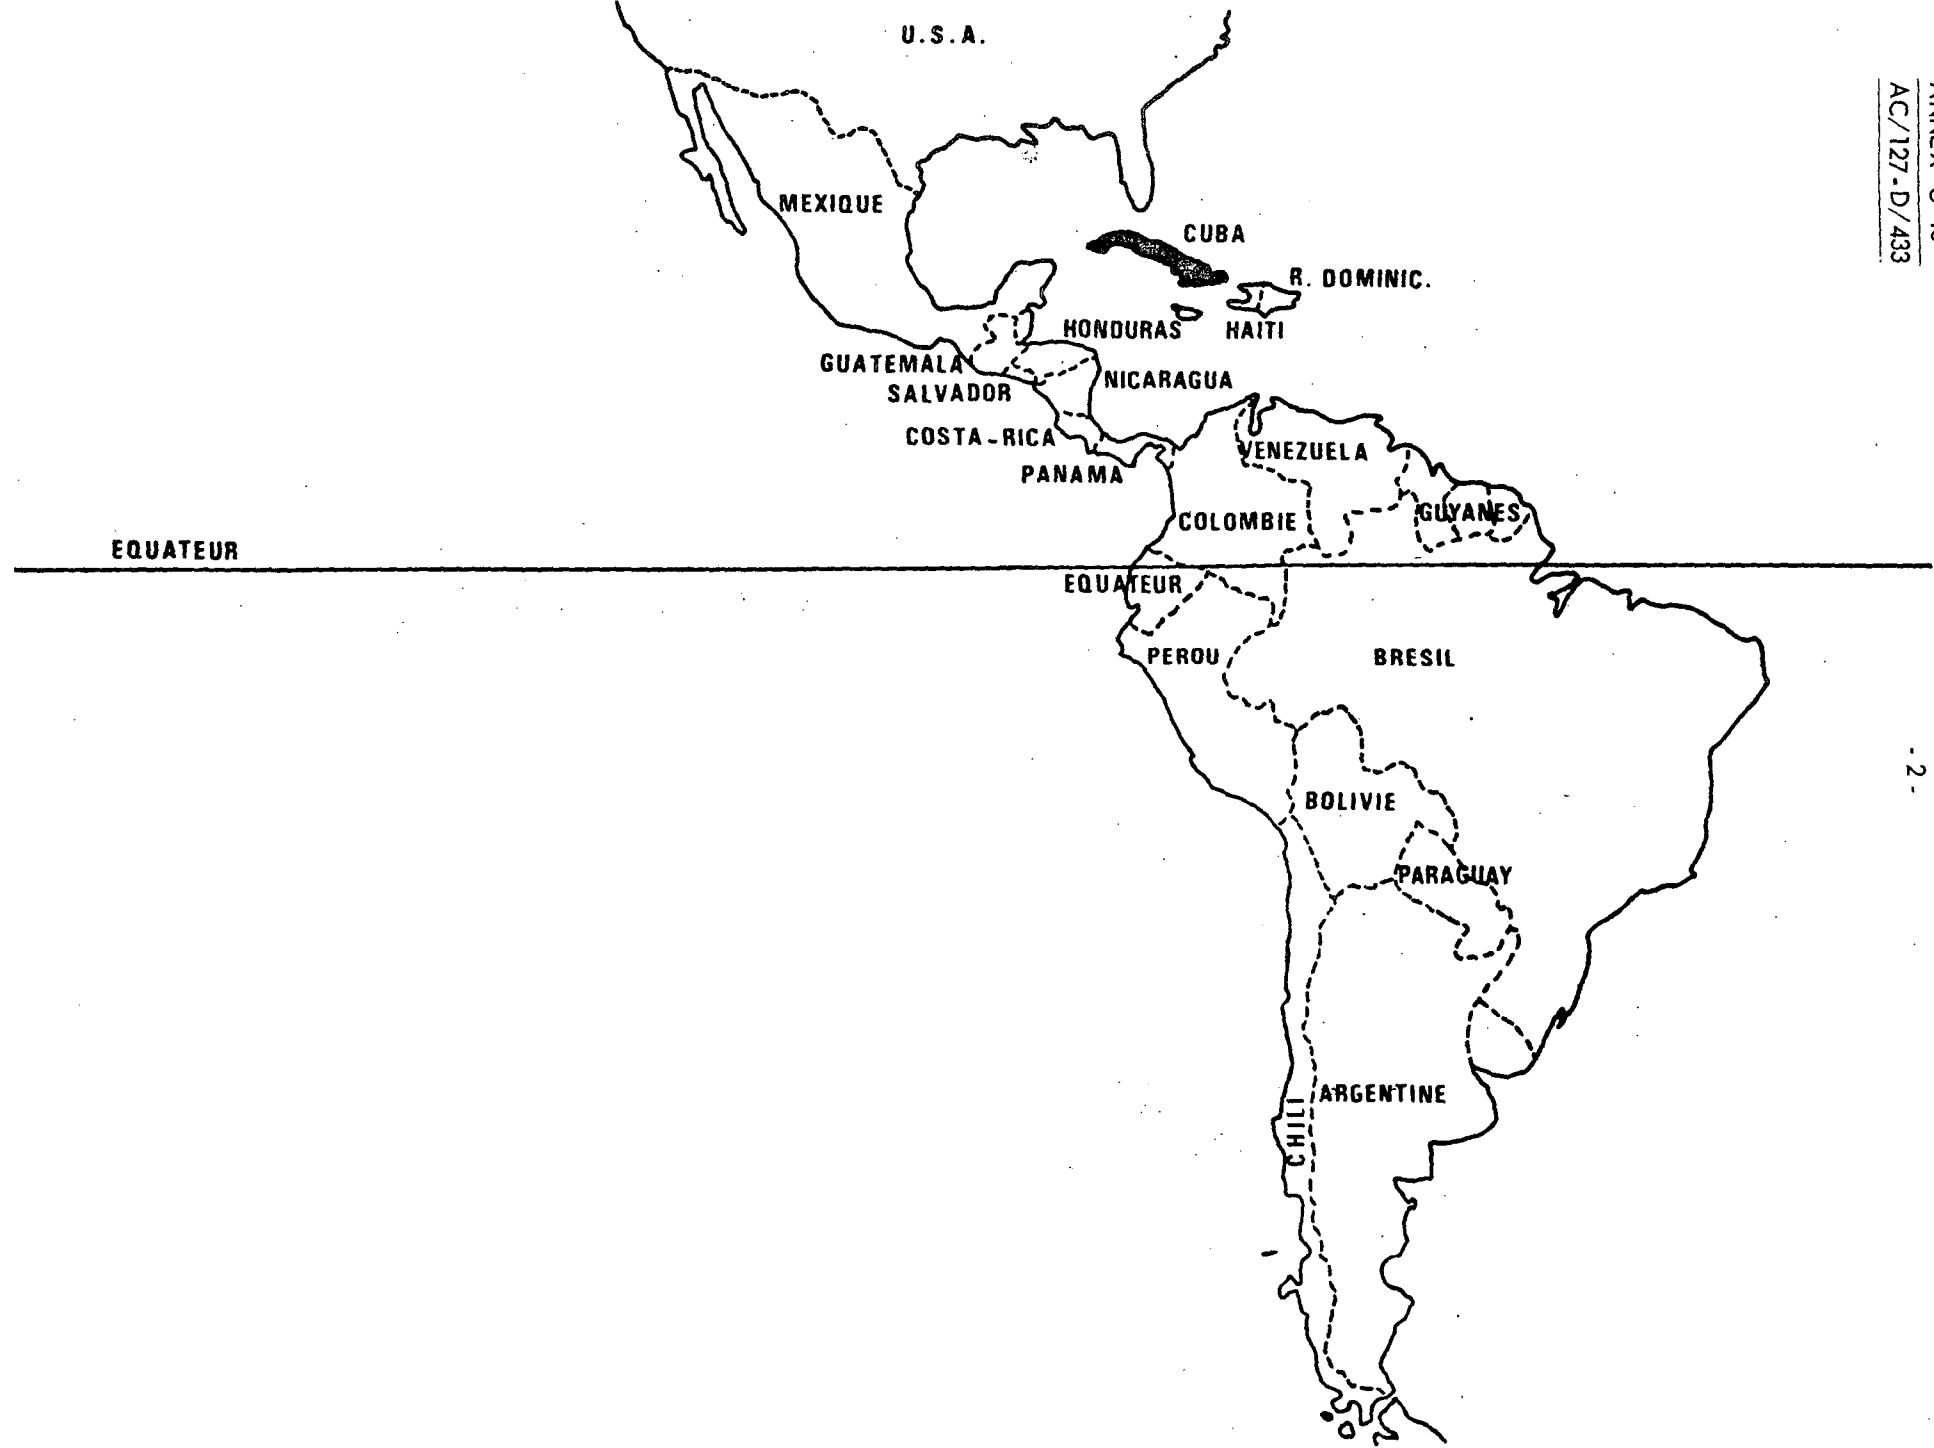 U.S.A.
MEXIQUE
CUBA
R. DOMINIC.
HONDURAS
HAITI
GUATEMALA
SALVADOR
NICARAGUA
COSTA-RICA
PANAMA
VENEZUELA
COLOMBIE
GUYANES
EQUATEUR
EQUATEUR
PEROU
BRESIL
BOLIVIE
PARAGUAY
ARGENTINE
CHILI
AC/127-D/433
-2-